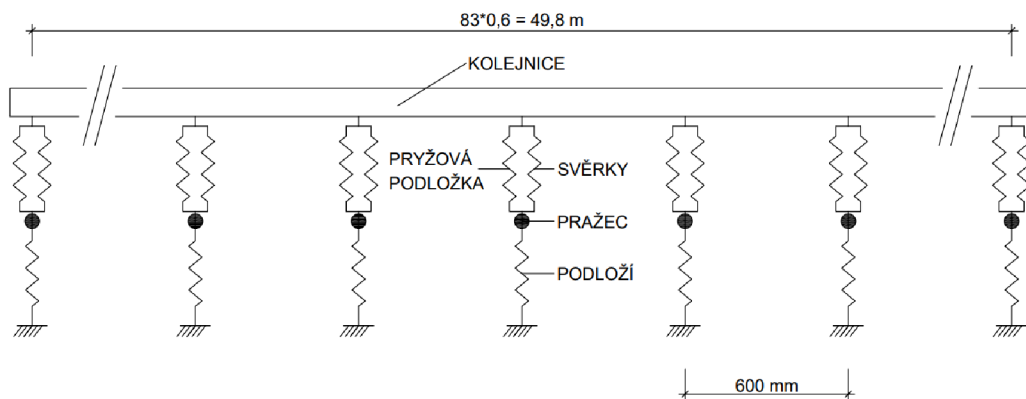 83*0,6 = 49,8 m
KOLEJNICE
PRYŽOVÁ
PODLOŽKA
SVĚRKY
PRAŽEC
PODLOŽÍ
600 mm